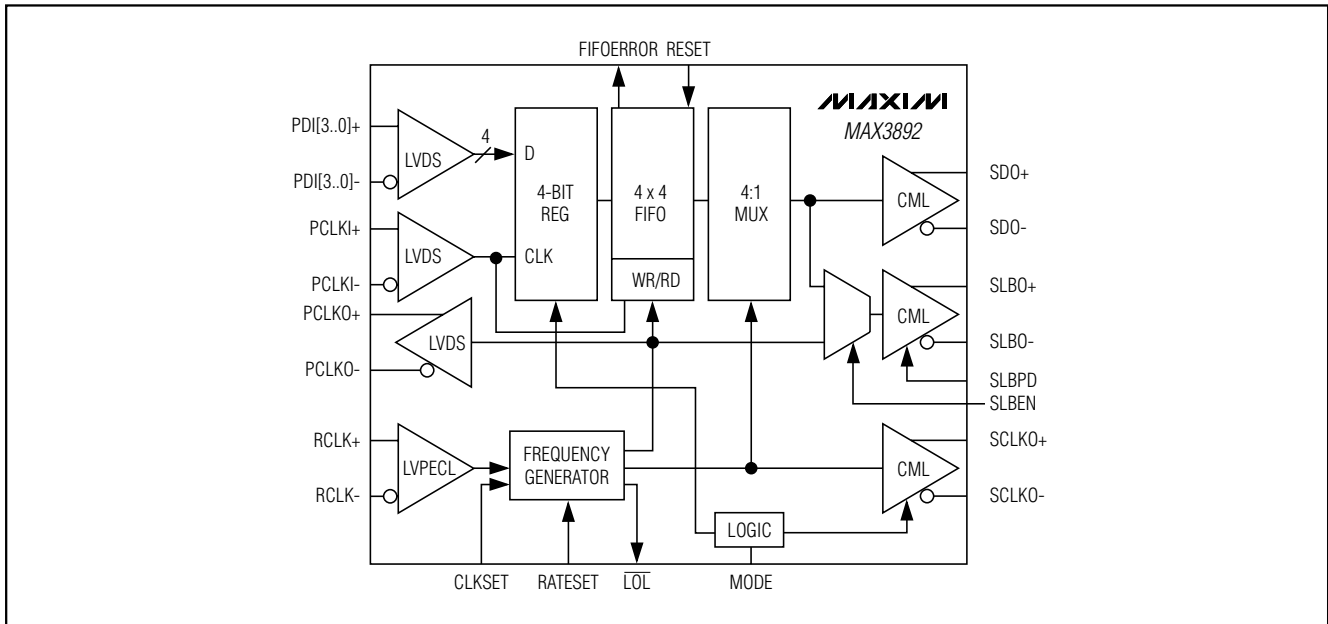 FIFOERROR RESET
MAXIM
MAX3892
PDI[3..0]+
PDI[3..0]-
LVDS
4
D
4-BIT
REG
CLK
4 x 4
FIFO
WR/RD
4:1
MUX
CML
SDO+
SDO-
PCLKI+
PCLKI-
LVDS
PCLKO+
PCLKO-
LVDS
CML
SLBO+
SLBO-
SLBPD
SLBEN
RCLK+
RCLK-
LVPECL
FREQUENCY
GENERATOR
CML
SCLKO+
SCLKO-
LOGIC
CLKSET
RATESET
LOL
MODE